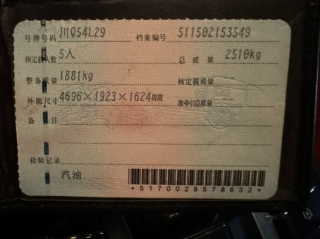 号牌号码 川Q54L29 档案编号 511502153549
核定载人数 5人 总质量 2510kg
整备质量 1881kg 核定载质量
外廓尺寸 4696×1923×1624mm 准牵引总质量
备注
检验记录
汽油
*5170028578832*